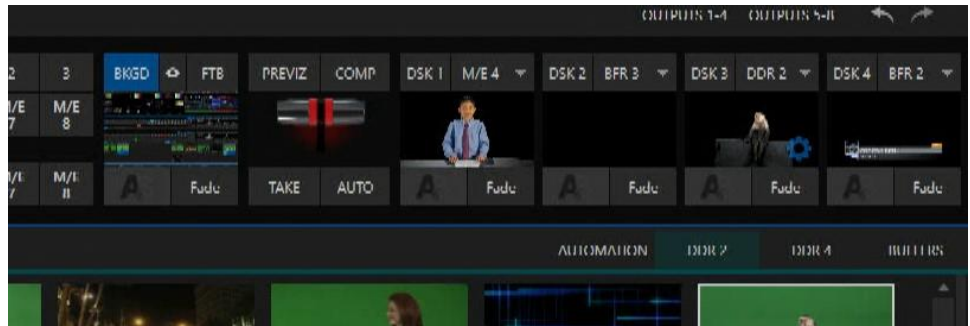 OUTPUTS 1-4 OUTPUTS 5-8
2 3 BKGD FTB PREVIZ COMP DSK 1 M/E 4 DSK 2 BFR 3 DSK 3 DDR 2 DSK 4 BFR 2
M/E 7 M/E 8
M/E 7 M/E 8 A Fade TAKE AUTO A Fade A Fade A Fade A Fade
AUTOMATION DDR 2 DDR 4 BUFFERS